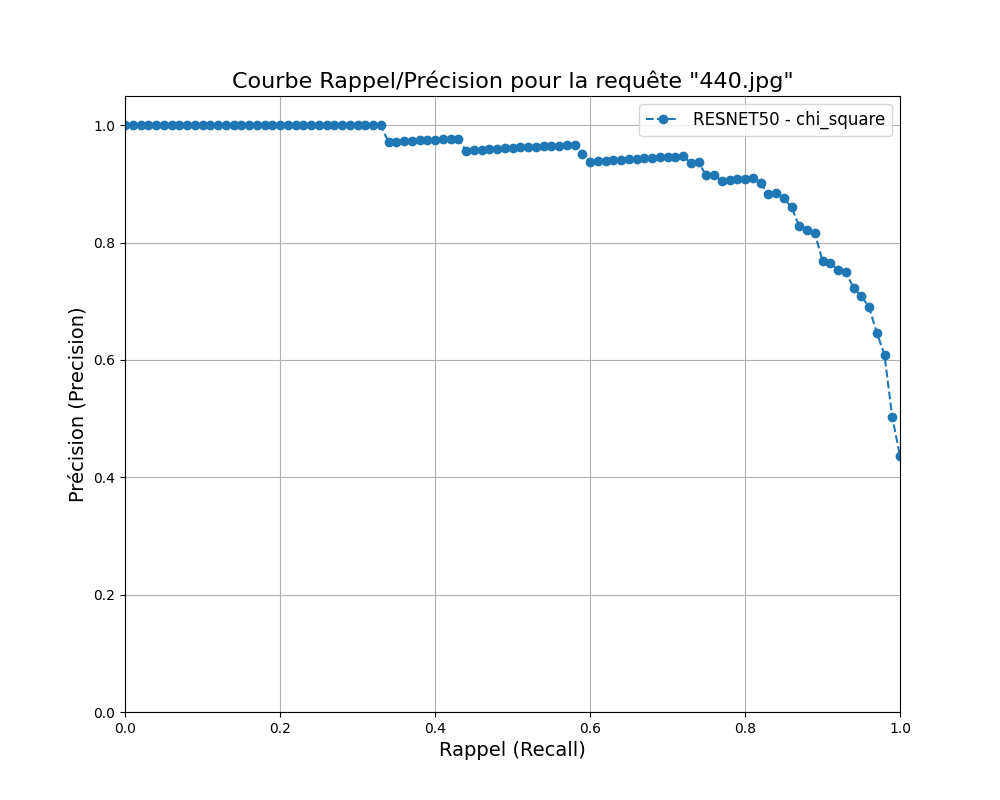 Courbe Rappel/Précision pour la requête "440.jpg"
RESNET50 - chi_square
Précision (Precision)
1.0
0.8
0.6
0.4
0.2
0.0
0.0 0.2 0.4 0.6 0.8 1.0
Rappel (Recall)